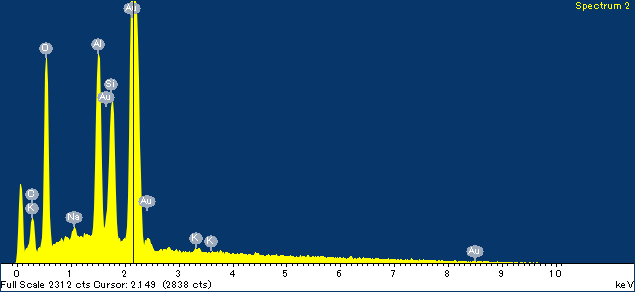 Spectrum 2
Au
O
Al
Si
Au
C
K
Na
Au
K
K
Au
0 1 2 3 4 5 6 7 8 9 10
Full Scale 2312 cts Cursor: 2.149 (2838 cts) keV